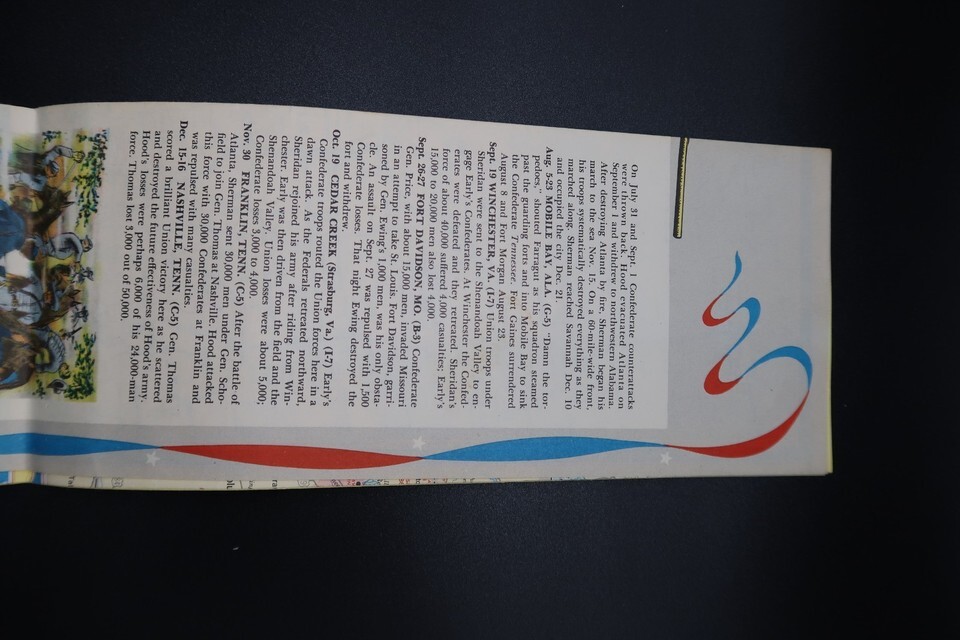 On July 31 and Sept. 1 Confederate counterattacks
were thrown back. Hood evacuated Atlanta on
September 1 and withdrew to northwestern Alabama.
After destroying Atlanta by fire, Sherman began his
march to the sea Nov. 15. On a 60-mile-wide front,
his troops systematically destroyed everything as they
marched along. Sherman reached Savannah Dec. 10
and occupied the city Dec. 21.
Aug. 5-23 MOBILE BAY, ALA. (G-5) "Damn the tor-
pedoes," shouted Farragut as his squadron steamed
past the guarding forts and into Mobile Bay to sink
the Confederate Tennessee. Fort Gaines surrendered
August 8 and Fort Morgan August 23.
Sept. 19 WINCHESTER, VA. (I-7) Union troops under
Sheridan were sent to the Shenandoah Valley to en-
gage Early's Confederates. At Winchester the Confed-
erates were defeated and they retreated. Sheridan's
force of about 40,000 suffered 4,000 casualties; Early's
15,000 to 20,000 men also lost 4,000.
Sept. 26-27 FORT DAVIDSON, MO. (B-3) Confederate
Gen. Price, with about 15,000 men, invaded Missouri
in an attempt to take St. Louis. Fort Davidson, garri-
soned by Gen. Ewing's 1,000 men, was his only obsta-
cle. An assault on Sept. 27 was repulsed with 1,500
Confederate losses. That night Ewing destroyed the
fort and withdrew.
Oct. 19 CEDAR CREEK (Strasburg, Va.) (I-7) Early's
Confederate troops routed the Union forces here in a
dawn attack. As the Federals retreated northward,
Sheridan rejoined his army after riding from Win-
chester. Early was then driven from the field and the
Shenandoah Valley. Union losses were about 5,000;
Confederate losses 3,000 to 4,000.
Nov. 30 FRANKLIN, TENN. (C-5) After the battle of
Atlanta, Sherman sent 30,000 men under Gen. Scho-
field to join Gen. Thomas at Nashville. Hood attacked
this force with 30,000 Confederates at Franklin and
was repulsed with many casualties.
Dec. 15-16 NASHVILLE, TENN. (C-5) Gen. Thomas
scored a brilliant Union victory here as he scattered
and destroyed the future effectiveness of Hood's army.
Hood's losses were perhaps 6,000 of his 24,000-man
force. Thomas lost 3,000 out of 50,000.